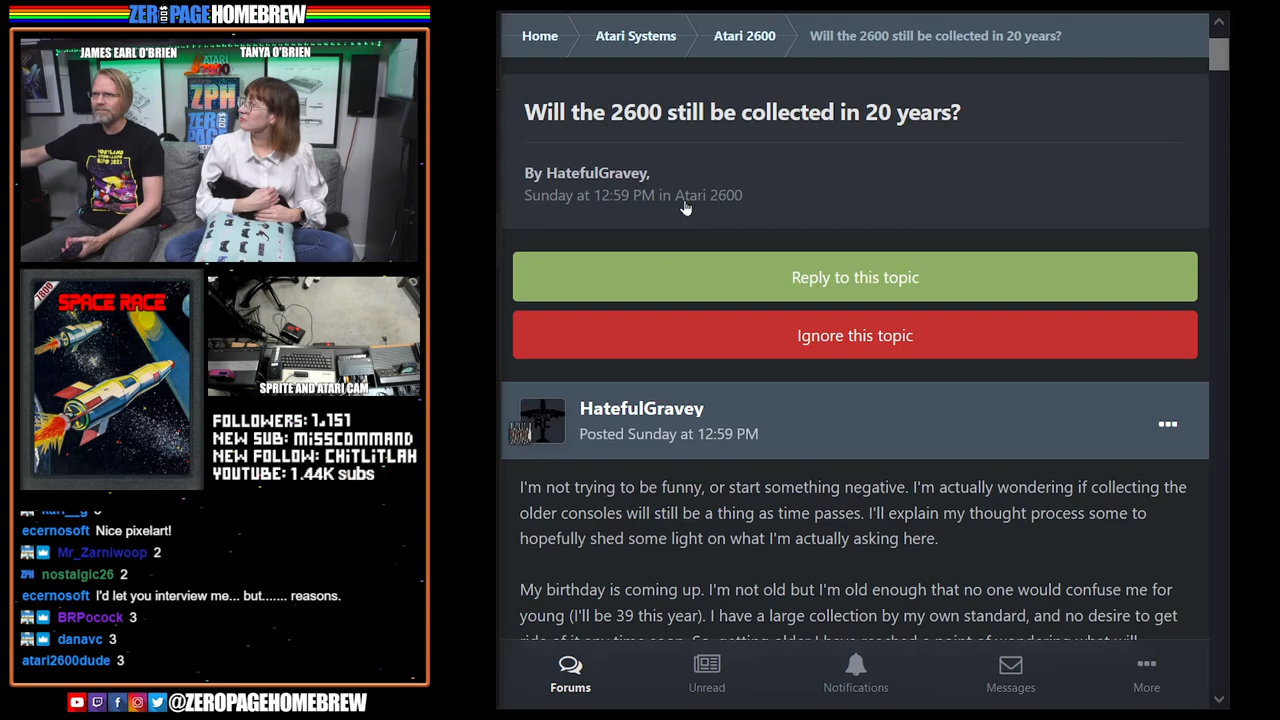 ZERO PAGE HOMEBREW
JAMES EARL O'BRIEN
TANYA O'BRIEN
ATARI
ZPH
ZERO
PAGE
7800
SPACE RACE
SPRITE AND ATARI CAM
FOLLOWERS: 1,151
NEW SUB: MISSCOMMAND
NEW FOLLOW: CHITLITLAH
YOUTUBE: 1.44K subs
ecernosoft Nice pixelart!
Mr_Zarniwoop 2
ZPH nostalgic26 2
ecernosoft I'd let you interview me... but....... reasons.
BRPocock 3
danavc 3
atari2600dude 3
@ZEROPAGEHOMEBREW
Home
Atari Systems
Atari 2600
Will the 2600 still be collected in 20 years?
Will the 2600 still be collected in 20 years?
By HatefulGravey,
Sunday at 12:59 PM in Atari 2600
Reply to this topic
Ignore this topic
HatefulGravey
Posted Sunday at 12:59 PM
I'm not trying to be funny, or start something negative. I'm actually wondering if collecting the
older consoles will still be a thing as time passes. I'll explain my thought process some to
hopefully shed some light on what I'm actually asking here.
My birthday is coming up. I'm not old but I'm old enough that no one would confuse me for
young (I'll be 39 this year). I have a large collection by my own standard, and no desire to get
Forums
Unread
Notifications
Messages
More